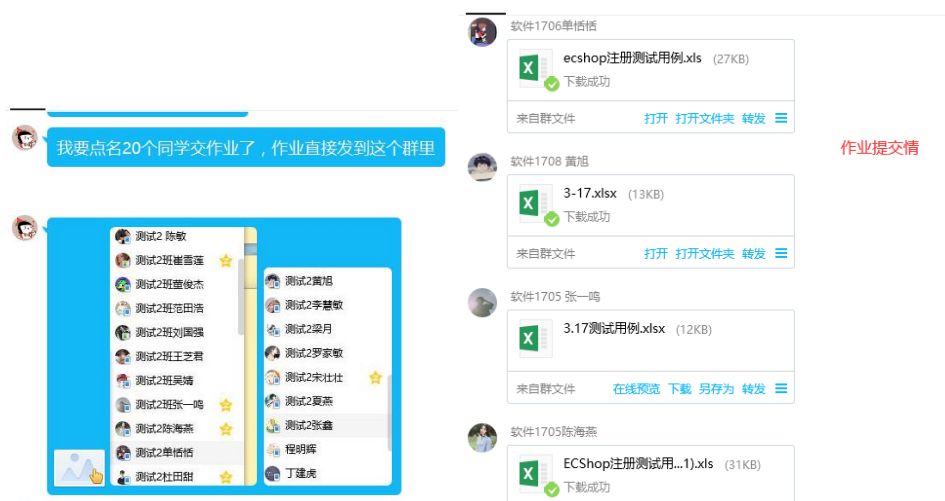 我要点名20个同学交作业了，作业直接发到这个群里
测试2 陈敏
测试2班崔雪莲
测试2班董俊杰
测试2班范田浩
测试2班刘国强
测试2班王芝君
测试2班吴婧
测试2班张一鸣
测试2陈海燕
测试2单恬恬
测试2杜田甜
测试2黄旭
测试2李慧敏
测试2梁月
测试2罗家敏
测试2宋壮壮
测试2夏燕
测试2张鑫
程明辉
丁建虎
软件1706单恬恬
ecshop注册测试用例.xls (27KB)
下载成功
来自群文件 打开 打开文件夹 转发
软件1708 黄旭
3-17.xlsx (13KB)
下载成功
来自群文件 打开 打开文件夹 转发
软件1705 张一鸣
3.17测试用例.xlsx (12KB)
来自群文件 在线预览 下载 另存为 转发
软件1705陈海燕
ECShop注册测试用...1).xls (31KB)
下载成功
作业提交情